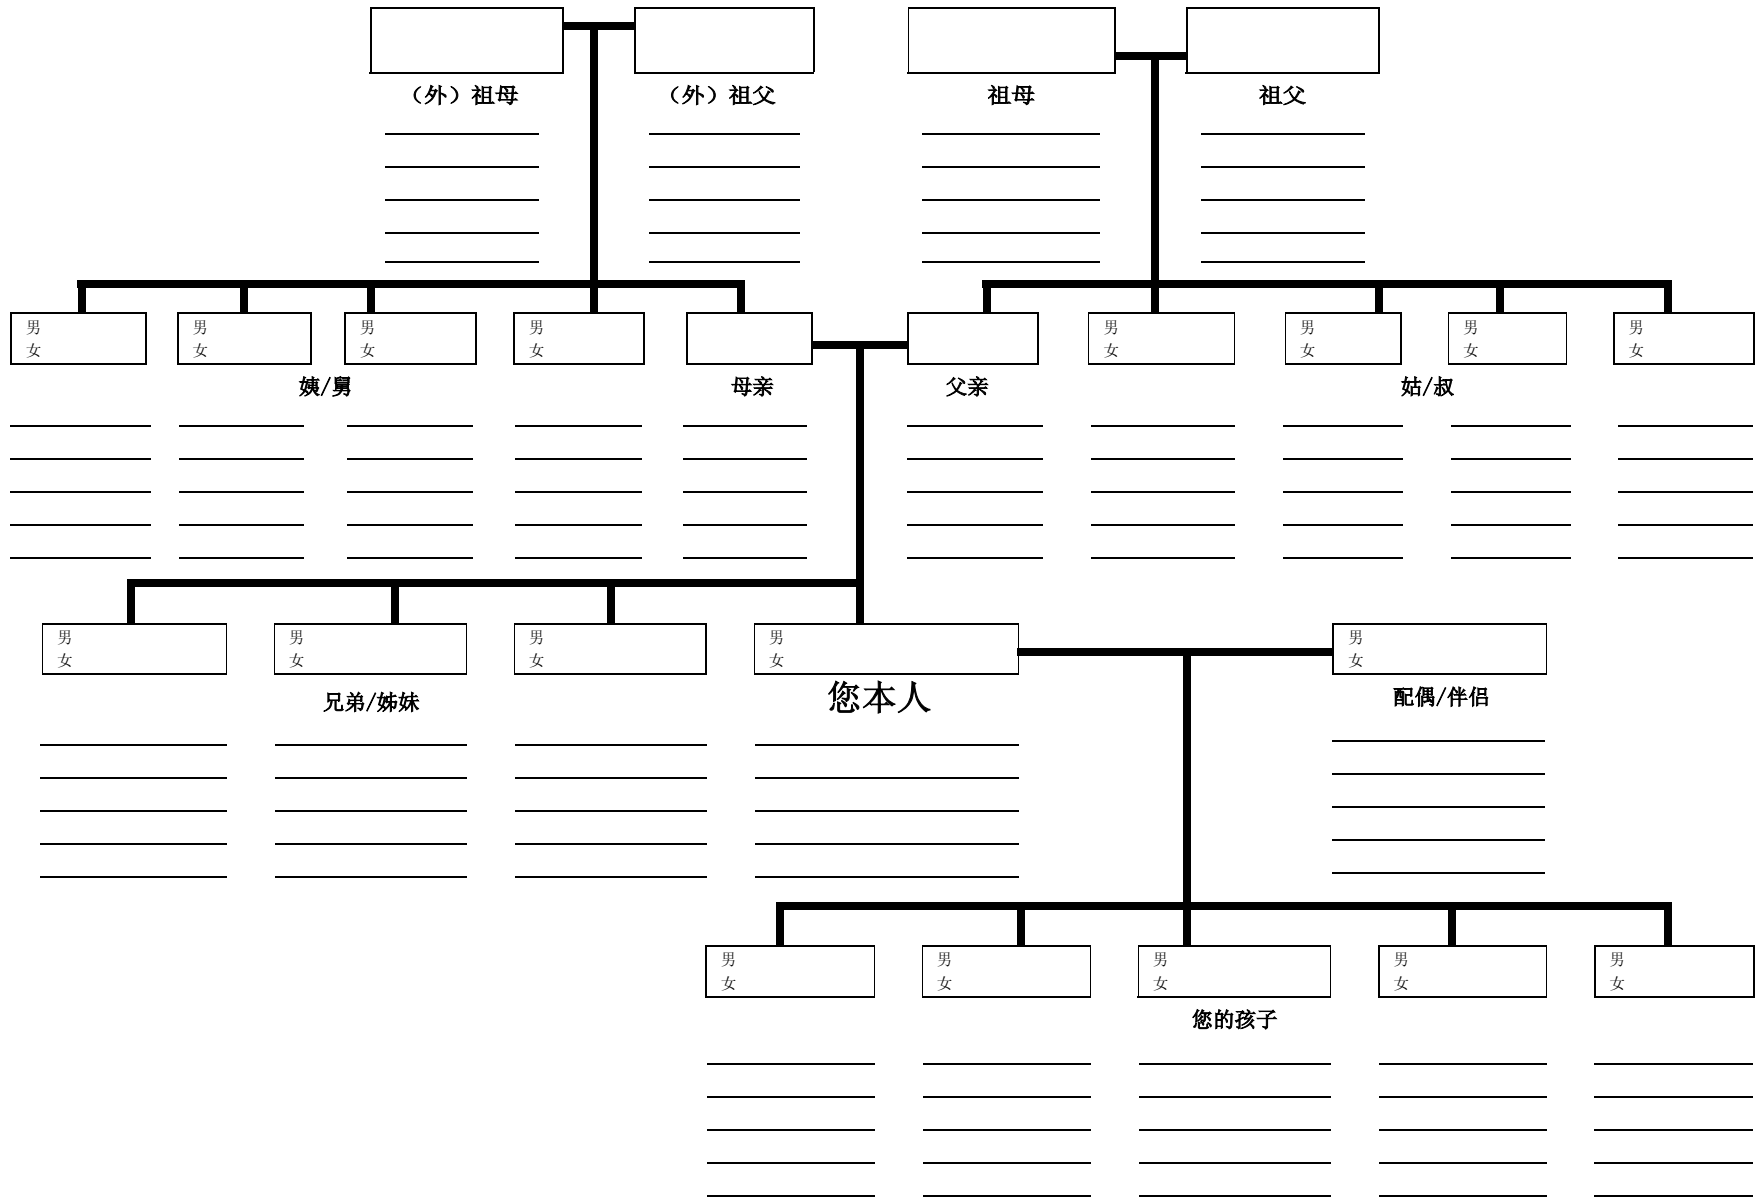 （外）祖母
（外）祖父
祖母
祖父
男
女
男
女
男
女
男
女
男
女
男
女
男
女
男
女
姨/舅
母亲
父亲
姑/叔
男
女
男
女
男
女
男
女
男
女
兄弟/姊妹
您本人
配偶/伴侣
男
女
男
女
男
女
男
女
男
女
您的孩子